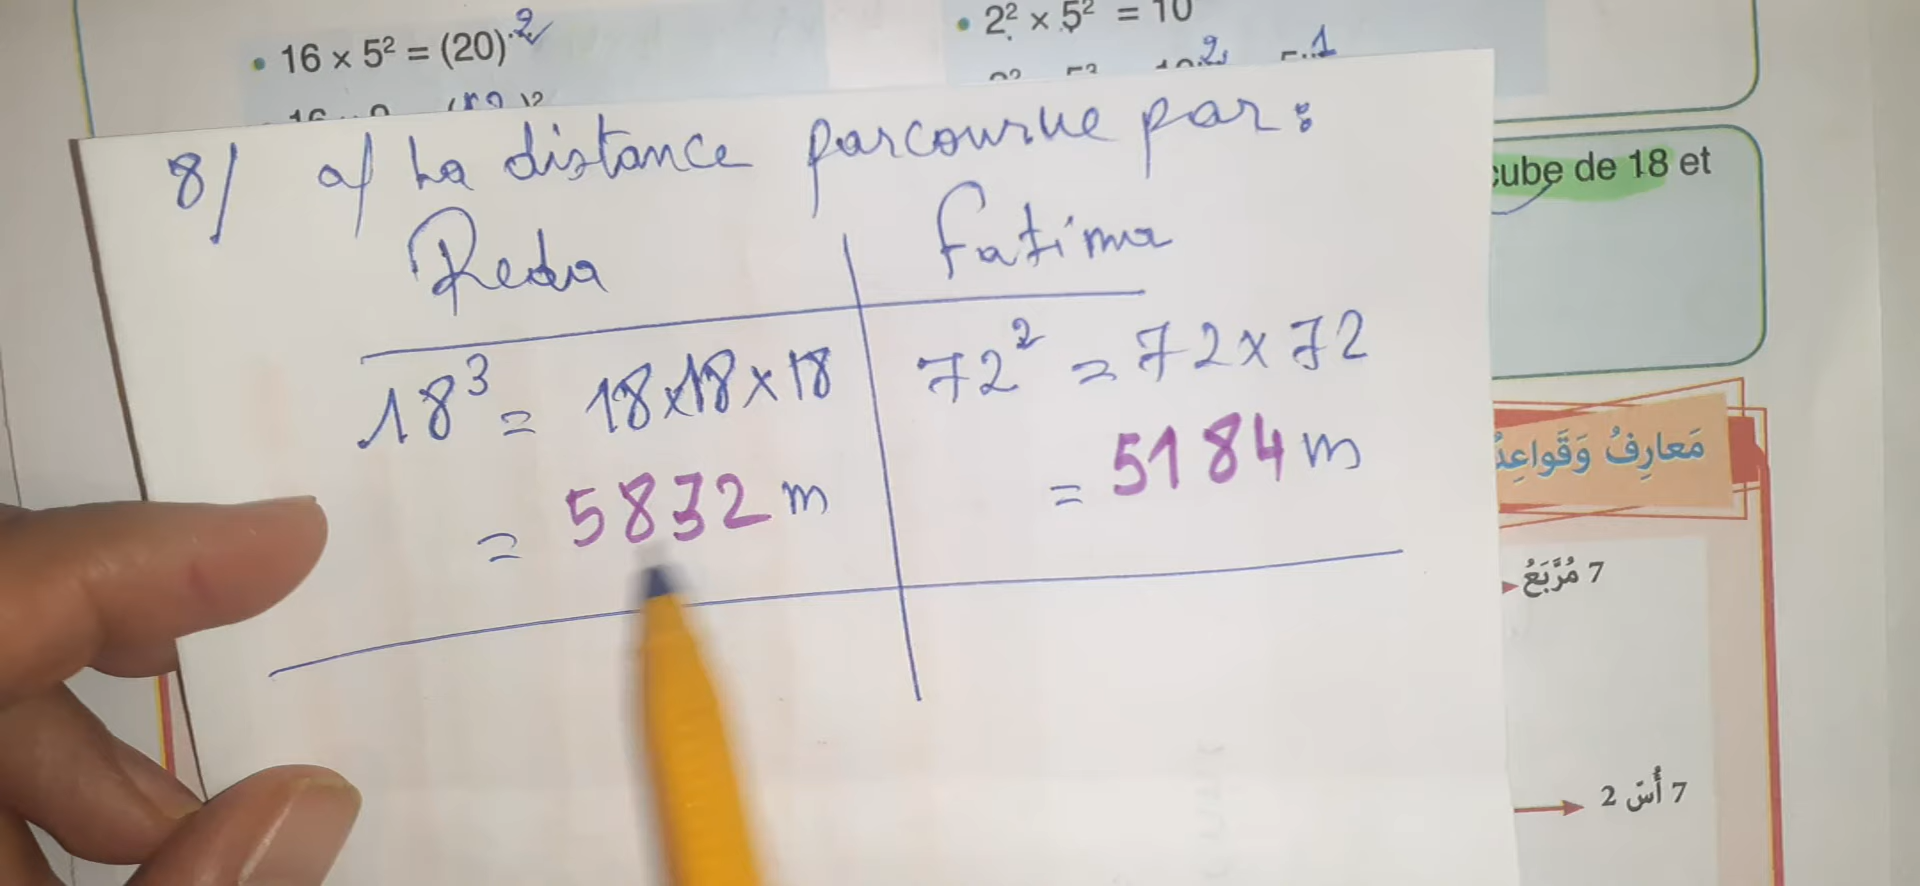 • 16 × 5² = (20)·²
• 2² × 5² = 10
8/ a/ La distance parcourue par:
Reda
Fatima
18³ = 18×18×18
72² = 72×72
= 5832 m
= 5184 m
cube de 18 et
مَعارِفُ وَقَواعِدُ
7 مُرَبَّعُ
7 أُسّ 2